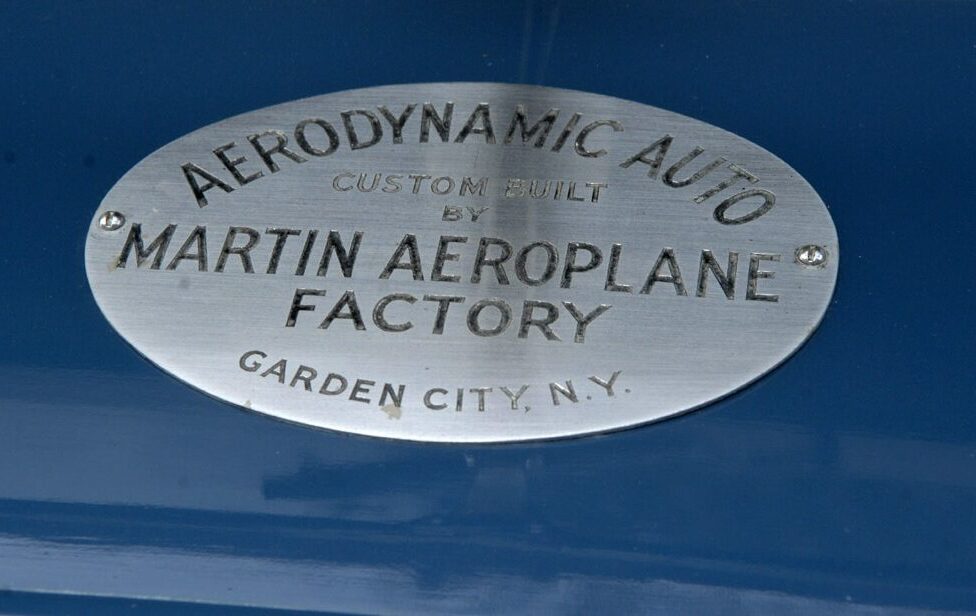 AERODYNAMIC AUTO
CUSTOM BUILT
BY
MARTIN AEROPLANE
FACTORY
GARDEN CITY, N.Y.